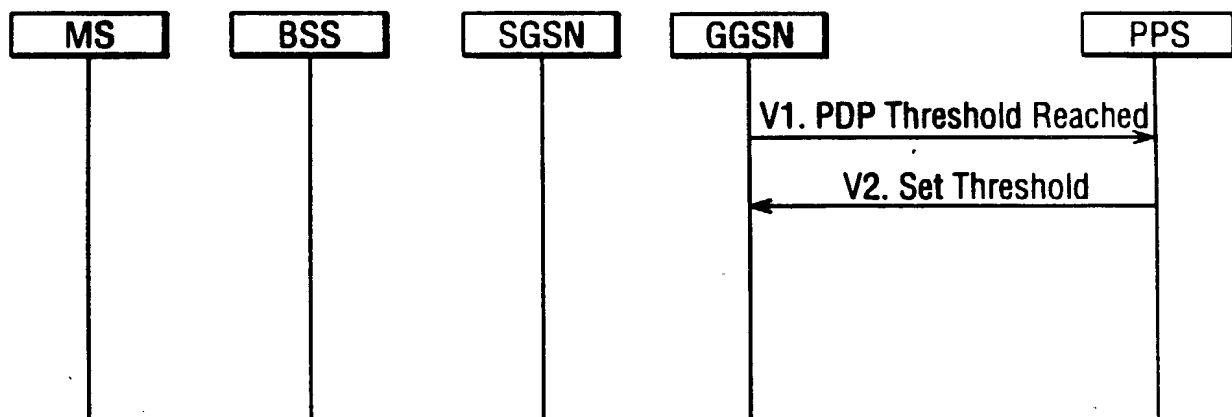 MS
BSS
SGSN
GGSN
PPS
V1. PDP Threshold Reached
V2. Set Threshold